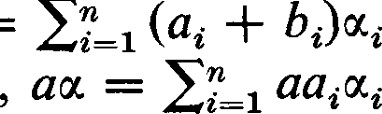 = ∑ⁿᵢ₌₁ (aᵢ + bᵢ)αᵢ
, aα = ∑ⁿᵢ₌₁ aaᵢαᵢ